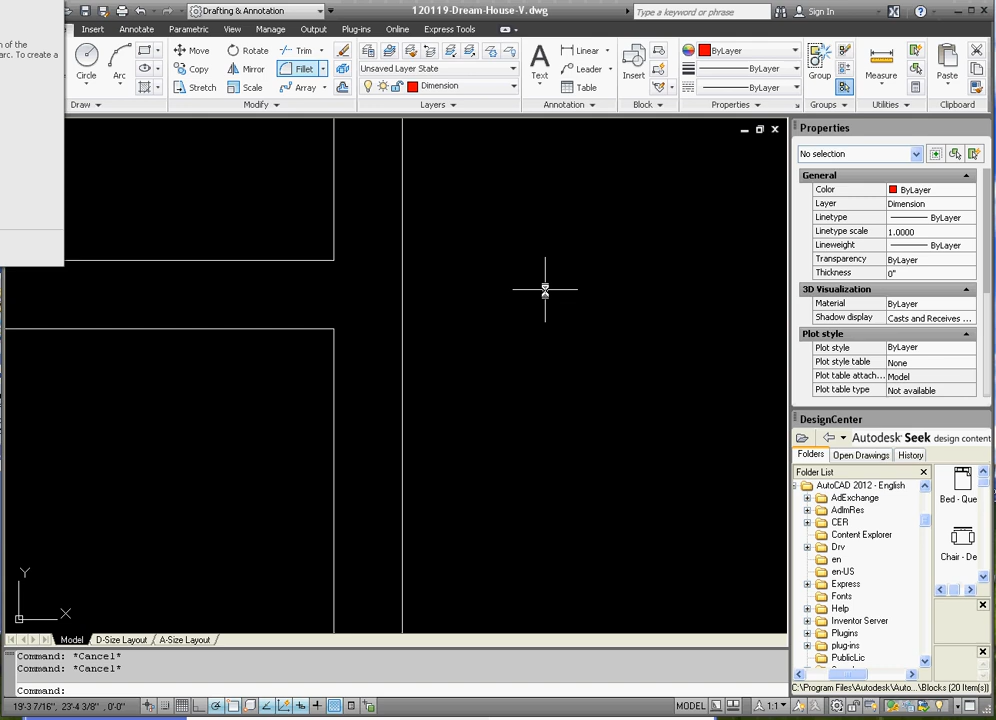 Drafting & Annotation
120119-Dream-House-V.dwg
Type a keyword or phrase
Sign In
Insert Annotate Parametric View Manage Output Plug-ins Online Express Tools
n of the
arc. To create a
Circle
Arc
Move
Rotate
Trim
Copy
Mirror
Fillet
Stretch
Scale
Array
Unsaved Layer State
Dimension
Text
Linear
Leader
Table
Insert
ByLayer
ByLayer
ByLayer
Group
Measure
Paste
Draw
Modify
Layers
Annotation
Block
Properties
Groups
Utilities
Clipboard
Properties
No selection
General
Color ByLayer
Layer Dimension
Linetype ByLayer
Linetype scale 1.0000
Lineweight ByLayer
Transparency ByLayer
Thickness 0"
3D Visualization
Material ByLayer
Shadow display Casts and Receives ...
Plot style
Plot style ByLayer
Plot style table None
Plot table attach... Model
Plot table type Not available
DesignCenter
Autodesk Seek design content
Folders Open Drawings History
Folder List
AutoCAD 2012 - English
AdExchange
AdlmRes
CER
Content Explorer
Drv
en
en-US
Express
Fonts
Help
Inventor Server
Plugins
plug-ins
PublicLic
Bed - Que
Chair - De
C:\Program Files\Autodesk\Auto...\Blocks (20 Item(s))
Y
X
Model D-Size Layout A-Size Layout
Command: *Cancel*
Command: *Cancel*
Command:
19'-3 7/16", 23'-4 3/8" , 0'-0"
MODEL
1:1